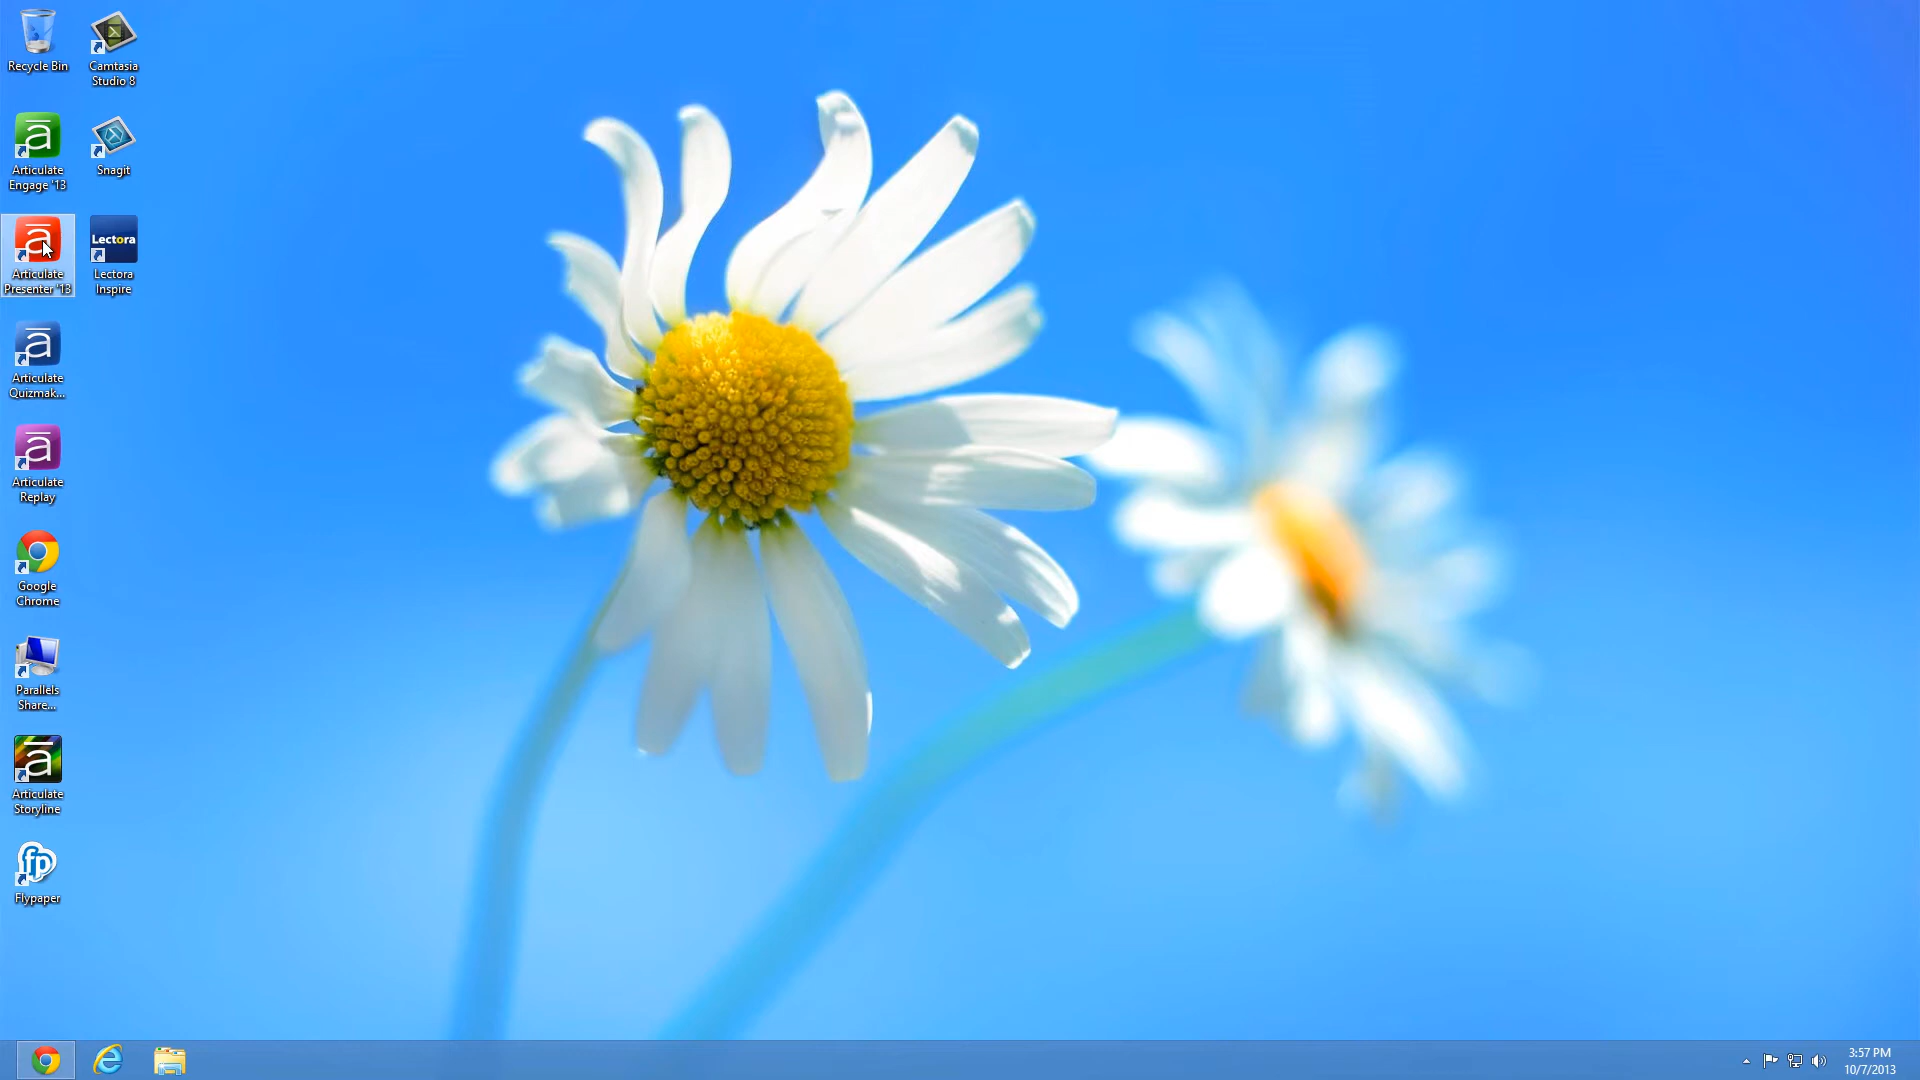 Recycle Bin
Camtasia
Studio 8
ā
Articulate
Engage '13
Snagit
ā
Articulate
Presenter '13
Lectora
Lectora
Inspire
ā
Articulate
Quizmak...
ā
Articulate
Replay
Google
Chrome
Parallels
Share...
ā
Articulate
Storyline
fp
Flypaper
3:57 PM
10/7/2013